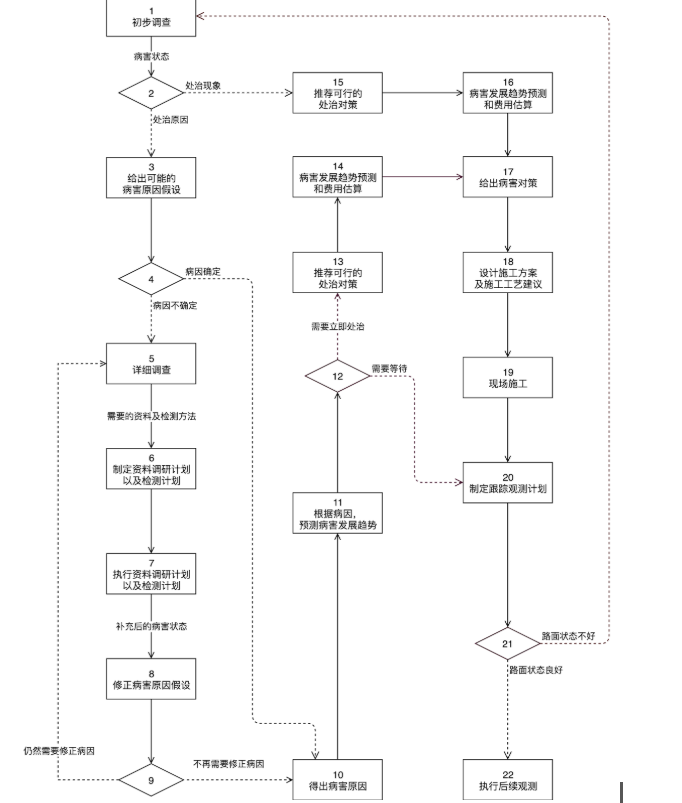 1
初步调查
病害状态
2
处治现象
处治原因
3
给出可能的
病害原因假设
4
病因确定
病因不确定
5
详细调查
需要的资料及检测方法
6
制定资料调研计划
以及检测计划
7
执行资料调研计划
以及检测计划
补充后的病害状态
8
修正病害原因假设
仍然需要修正病因
9
不再需要修正病因
10
得出病害原因
11
根据病因，
预测病害发展趋势
12
需要立即处治
需要等待
13
推荐可行的
处治对策
14
病害发展趋势预测
和费用估算
15
推荐可行的
处治对策
16
病害发展趋势预测
和费用估算
17
给出病害对策
18
设计施工方案
及施工工艺建议
19
现场施工
20
制定跟踪观测计划
21
路面状态不好
路面状态良好
22
执行后续观测